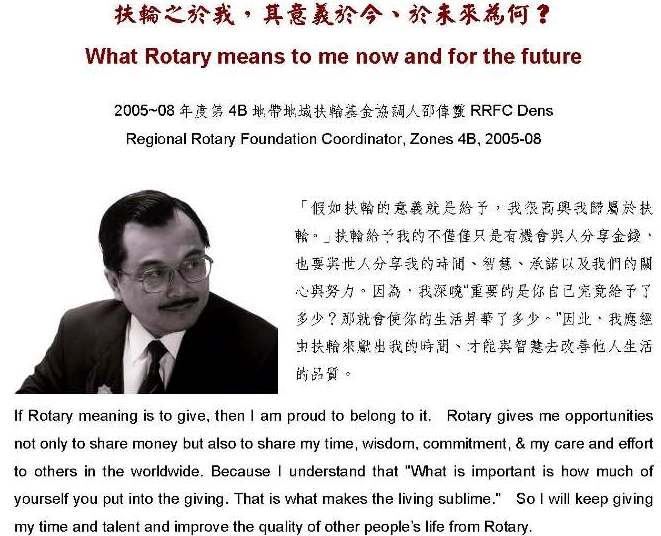 扶輪之於我，其意義於今、於未來為何？
What Rotary means to me now and for the future
2005~08 年度第 4B 地帶地域扶輪基金協調人邵偉靈 RRFC Dens
Regional Rotary Foundation Coordinator, Zones 4B, 2005-08
「假如扶輪的意義就是給予，我很高興我歸屬於扶
輪。」扶輪給予我的不僅僅只是有機會與人分享金錢，
也要與世人分享我的時間、智慧、承諾以及我們的關
心與努力。因為，我深曉“重要的是你自己究竟給予了
多少？那就會使你的生活昇華了多少。”因此，我應經
由扶輪來獻出我的時間、才能與智慧去改善他人生活
的品質。
If Rotary meaning is to give, then I am proud to belong to it. Rotary gives me opportunities
not only to share money but also to share my time, wisdom, commitment, & my care and effort
to others in the worldwide. Because I understand that "What is important is how much of
yourself you put into the giving. That is what makes the living sublime." So I will keep giving
my time and talent and improve the quality of other people's life from Rotary.